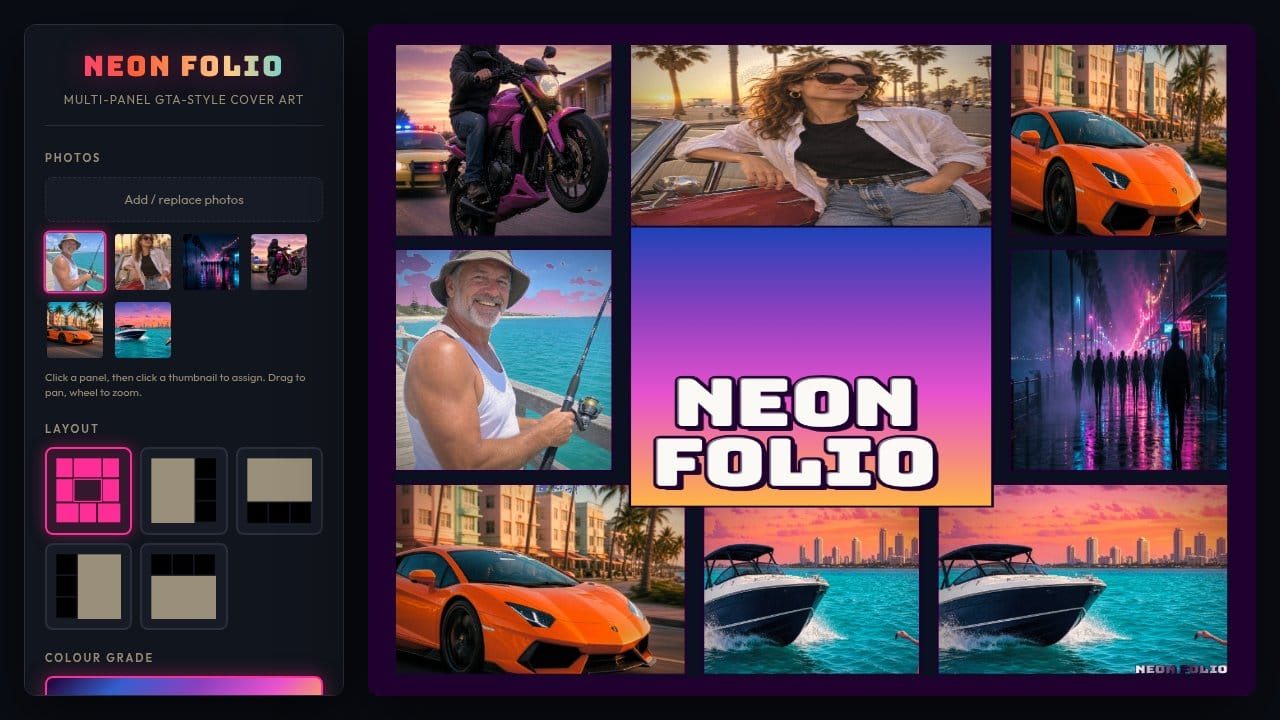 NEON FOLIO
MULTI-PANEL GTA-STYLE COVER ART
PHOTOS
Add / replace photos
Click a panel, then click a thumbnail to assign. Drag to
pan, wheel to zoom.
LAYOUT
COLOUR GRADE
NEON
FOLIO
NEON FOLIO